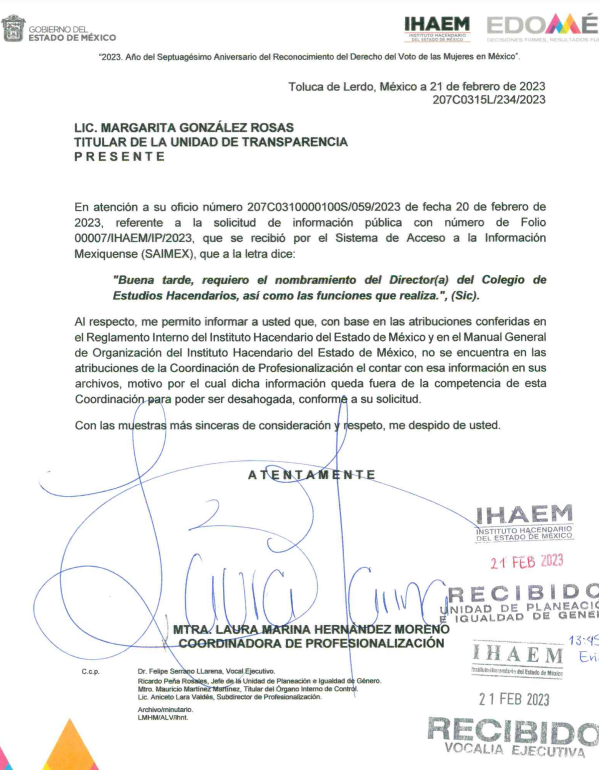 GOBIERNO DEL
ESTADO DE MÉXICO
IHAEM
INSTITUTO HACENDARIO
DEL ESTADO DE MÉXICO
EDOMÉ
DECISIONES FIRMES, RESULTADOS
"2023. Año del Septuagésimo Aniversario del Reconocimiento del Derecho del Voto de las Mujeres en México".
Toluca de Lerdo, México a 21 de febrero de 2023
207C0315L/234/2023
LIC. MARGARITA GONZÁLEZ ROSAS
TITULAR DE LA UNIDAD DE TRANSPARENCIA
P R E S E N T E
En atención a su oficio número 207C0310000100S/059/2023 de fecha 20 de febrero de
2023, referente a la solicitud de información pública con número de Folio
00007/IHAEM/IP/2023, que se recibió por el Sistema de Acceso a la Información
Mexiquense (SAIMEX), que a la letra dice:
"Buena tarde, requiero el nombramiento del Director(a) del Colegio de
Estudios Hacendarios, así como las funciones que realiza.", (Sic).
Al respecto, me permito informar a usted que, con base en las atribuciones conferidas en
el Reglamento Interno del Instituto Hacendario del Estado de México y en el Manual General
de Organización del Instituto Hacendario del Estado de México, no se encuentra en las
atribuciones de la Coordinación de Profesionalización el contar con esa información en sus
archivos, motivo por el cual dicha información queda fuera de la competencia de esta
Coordinación para poder ser desahogada, conforme a su solicitud.
Con las muestras más sinceras de consideración y respeto, me despido de usted.
A T E N T A M E N T E
IHAEM
INSTITUTO HACENDARIO
DEL ESTADO DE MÉXICO
21 FEB 2023
RECIBIDO
UNIDAD DE PLANEACIÓ
E IGUALDAD DE GÉNER
MTRA. LAURA MARINA HERNÁNDEZ MORENO
COORDINADORA DE PROFESIONALIZACIÓN
13:45
IHAEM
Instituto Hacendario del Estado de México
21 FEB 2023
RECIBIDO
VOCALIA EJECUTIVA
C.c.p. Dr. Felipe Serrano LLarena, Vocal Ejecutivo.
Ricardo Peña Rosales, Jefe de la Unidad de Planeación e Igualdad de Género.
Mtro. Mauricio Martínez Martínez, Titular del Órgano Interno de Control.
Lic. Aniceto Lara Valdés, Subdirector de Profesionalización.
Archivo/minutario.
LMHM/ALV/lhnt.